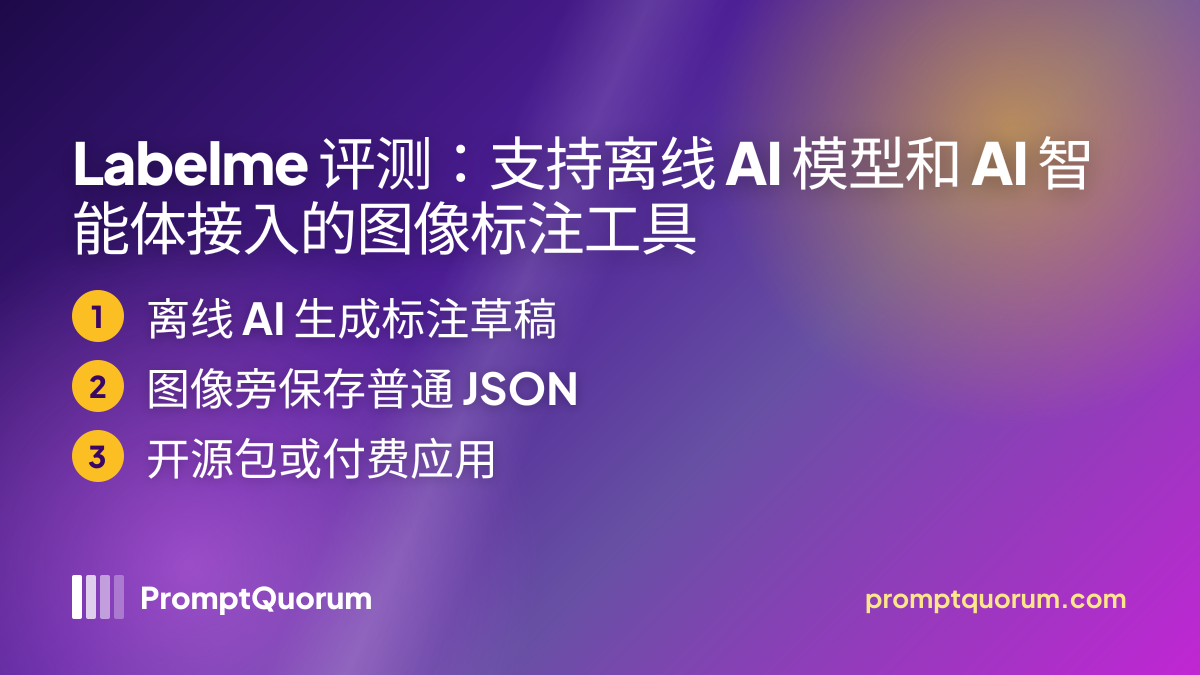 Labelme 评测：支持离线 AI 模型和 AI 智
能体接入的图像标注工具
1 离线 AI 生成标注草稿
2 图像旁保存普通 JSON
3 开源包或付费应用
PromptQuorum
promptquorum.com